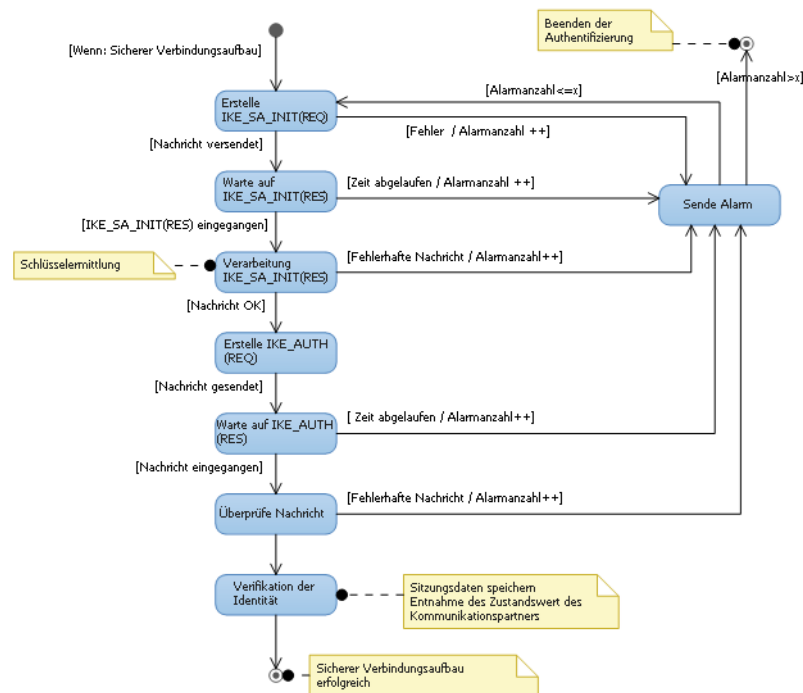 Beenden der
Authentifizierung
[Wenn: Sicherer Verbindungsaufbau]
[Alarmanzahl>x]
[Alarmanzahl<=x]
Erstelle
IKE_SA_INIT(REQ)
[Fehler / Alarmanzahl ++]
[Nachricht versendet]
Warte auf
IKE_SA_INIT(RES)
[Zeit abgelaufen / Alarmanzahl ++]
Sende Alarm
[IKE_SA_INIT(RES) eingegangen]
Schlüsselermittlung
Verarbeitung
IKE_SA_INIT(RES)
[Fehlerhafte Nachricht / Alarmanzahl++]
[Nachricht OK]
Erstelle IKE_AUTH
(REQ)
[Nachricht gesendet]
Warte auf IKE_AUTH
(RES)
[ Zeit abgelaufen / Alarmanzahl++]
[Nachricht eingegangen]
Überprüfe Nachricht
[Fehlerhafte Nachricht / Alarmanzahl++]
Verifikation der
Identität
Sitzungsdaten speichern
Entnahme des Zustandswert des
Kommunikationspartners
Sicherer Verbindungsaufbau
erfolgreich